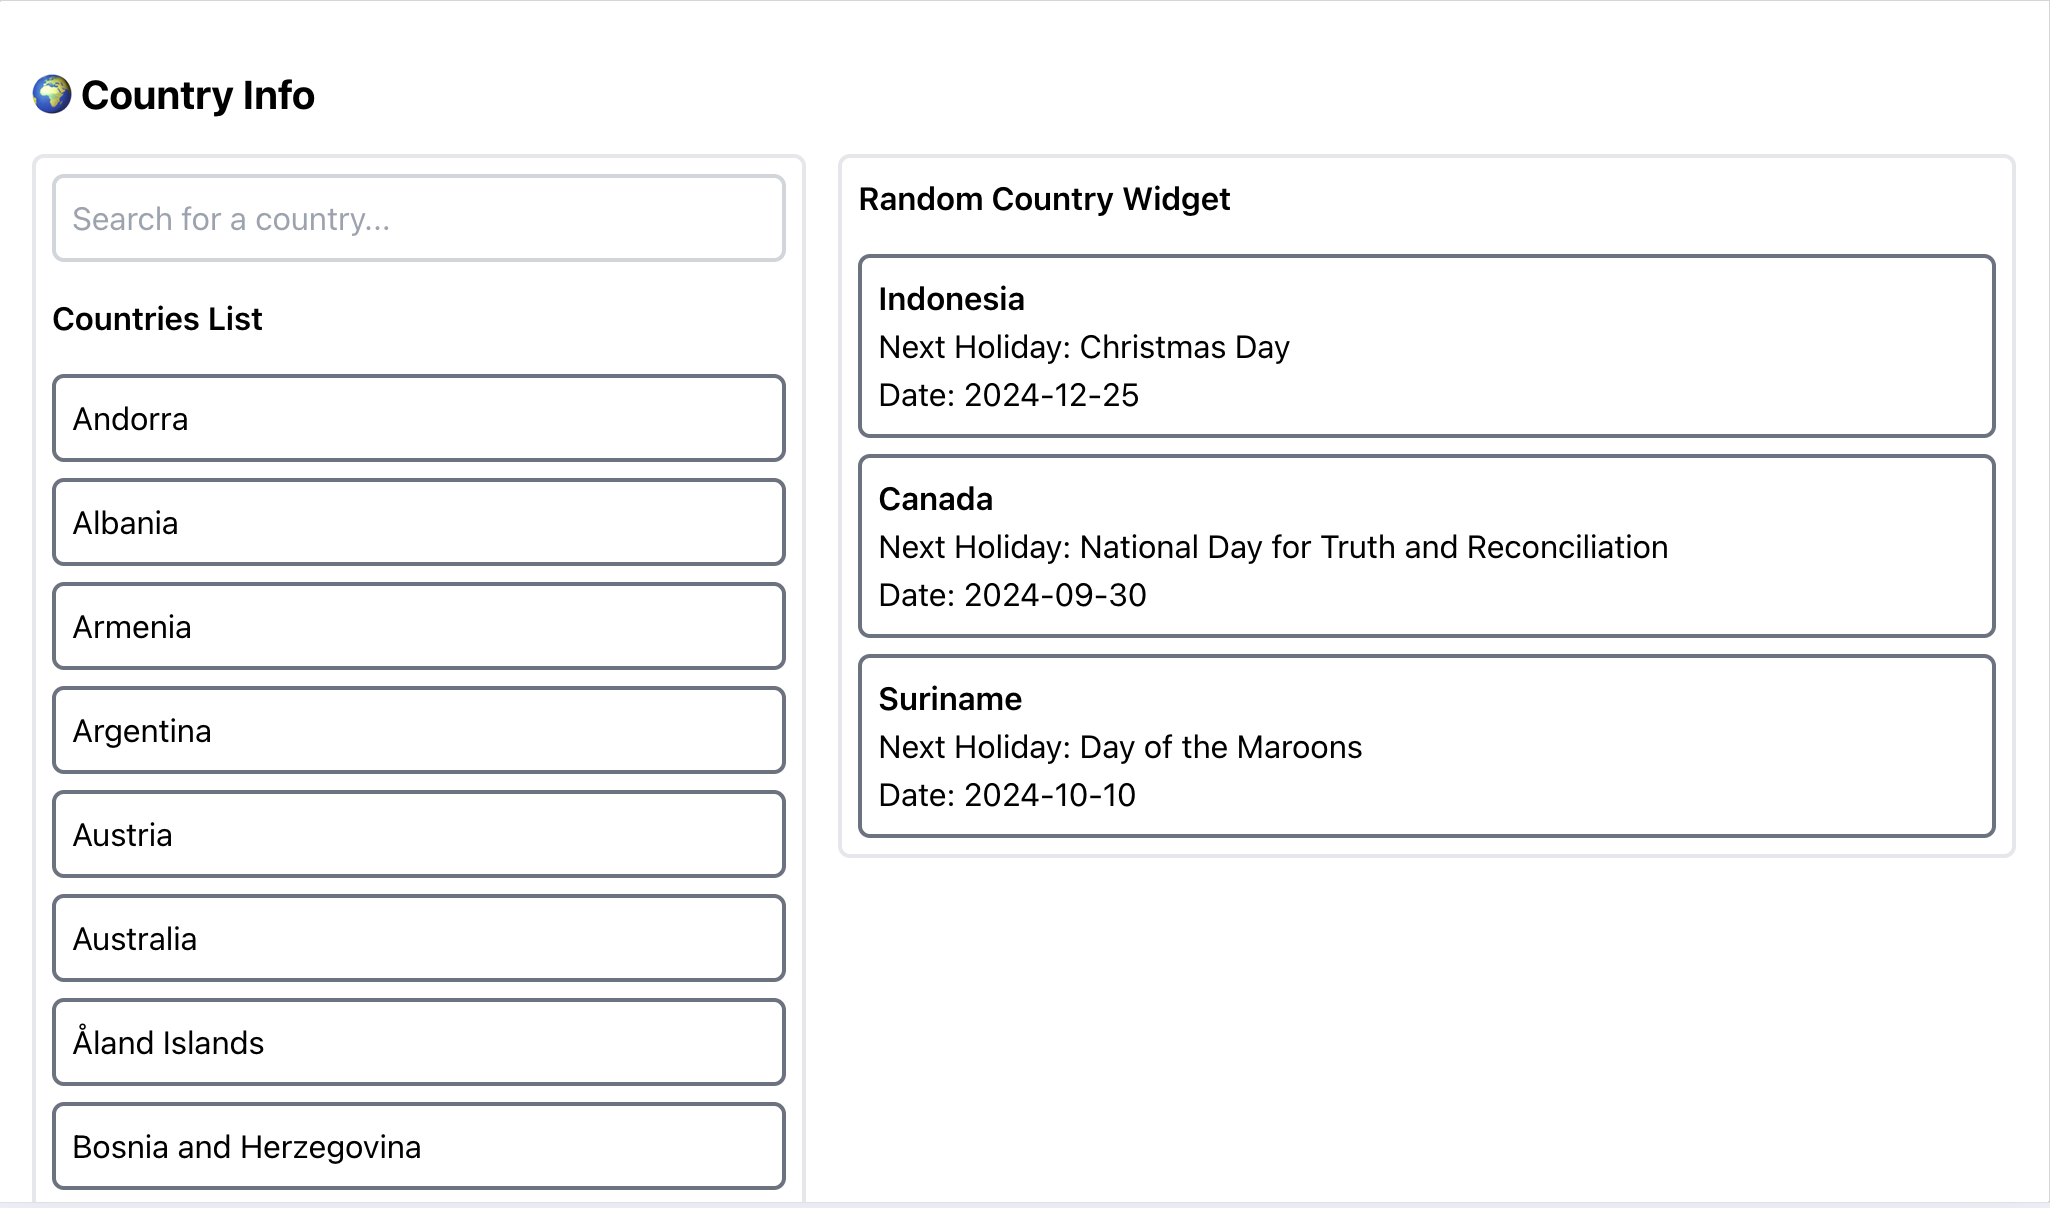 🌍 Country Info
Search for a country...
Countries List
Andorra
Albania
Armenia
Argentina
Austria
Australia
Åland Islands
Bosnia and Herzegovina
Random Country Widget
Indonesia
Next Holiday: Christmas Day
Date: 2024-12-25
Canada
Next Holiday: National Day for Truth and Reconciliation
Date: 2024-09-30
Suriname
Next Holiday: Day of the Maroons
Date: 2024-10-10